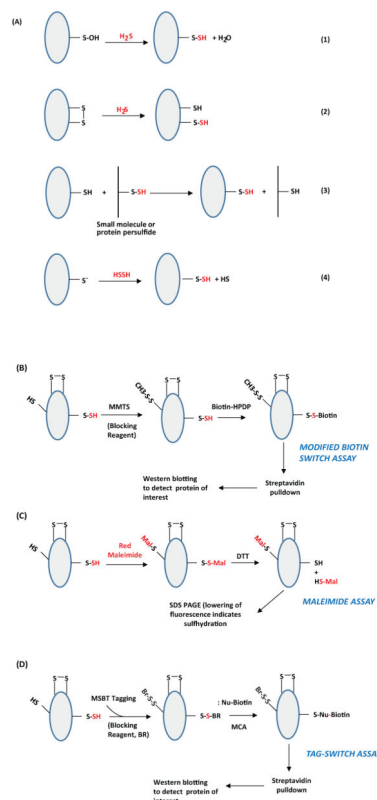 (A)
S-OH
H2S
S-SH + H2O
(1)
S
S
H2S
SH
S-SH
(2)
SH
+
S-SH
S-SH
+
SH
(3)
Small molecule or
protein persulfide
S-
HSSH
S-SH + HS
(4)
(B)
S—S
HS
S-SH
MMTS
(Blocking
Reagent)
S—S
CH3-S-S
S-SH
Biotin-HPDP
S—S
CH3-S-S
S-S-Biotin
MODIFIED BIOTIN
SWITCH ASSAY
Western blotting
to detect protein of
interest
Streptavidin
pulldown
(C)
S—S
HS
S-SH
Red
Maleimide
S—S
Mal-S
S-S-Mal
DTT
S—S
Mal-S
SH
+
HS-Mal
SDS PAGE (lowering of
fluorescence indicates
sulfhydration
MALEIMIDE ASSAY
(D)
S—S
HS
S-SH
MSBT Tagging
(Blocking
Reagent, BR)
S—S
Br-S-S
S-S-BR
: Nu-Biotin
MCA
S—S
Br-S-S
S-Nu-Biotin
TAG-SWITCH ASSA
Western blotting
to detect protein of
Streptavidin
pulldown